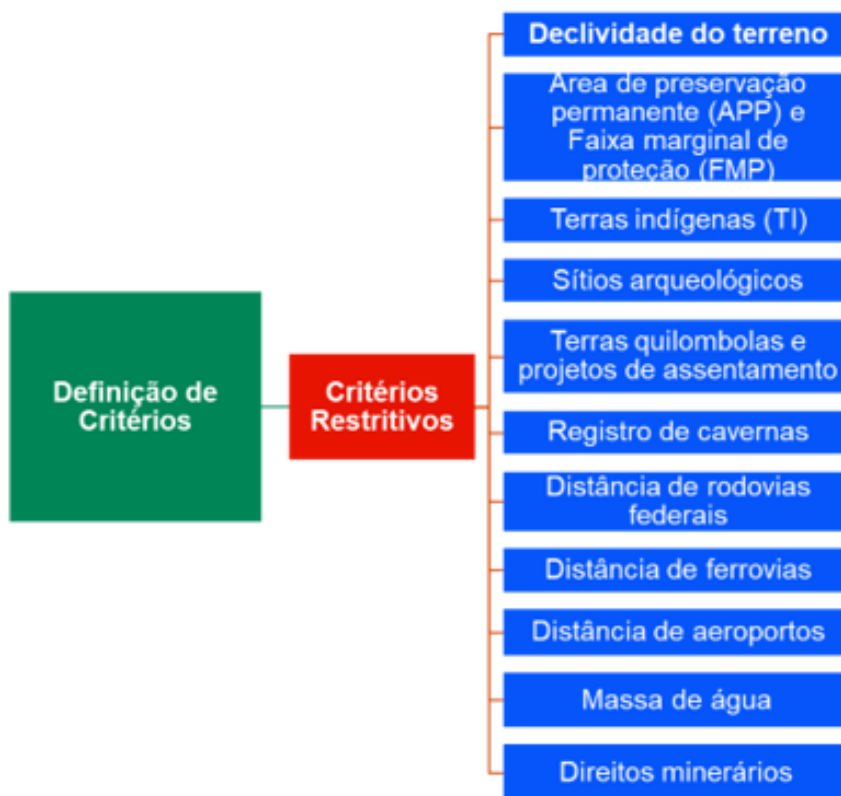 Definição de
Critérios
Critérios
Restritivos
Declividade do terreno
Área de preservação
permanente (APP) e
Faixa marginal de
proteção (FMP)
Terras indígenas (TI)
Sítios arqueológicos
Terras quilombolas e
projetos de assentamento
Registro de cavernas
Distância de rodovias
federais
Distância de ferrovias
Distância de aeroportos
Massa de água
Direitos minerários